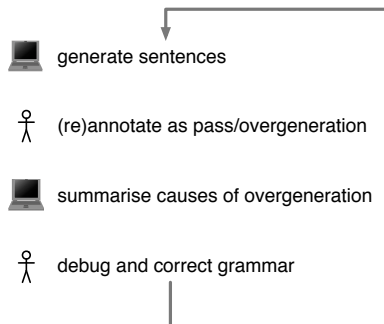 generate sentences
(re)annotate as pass/overgeneration
summarise causes of overgeneration
debug and correct grammar